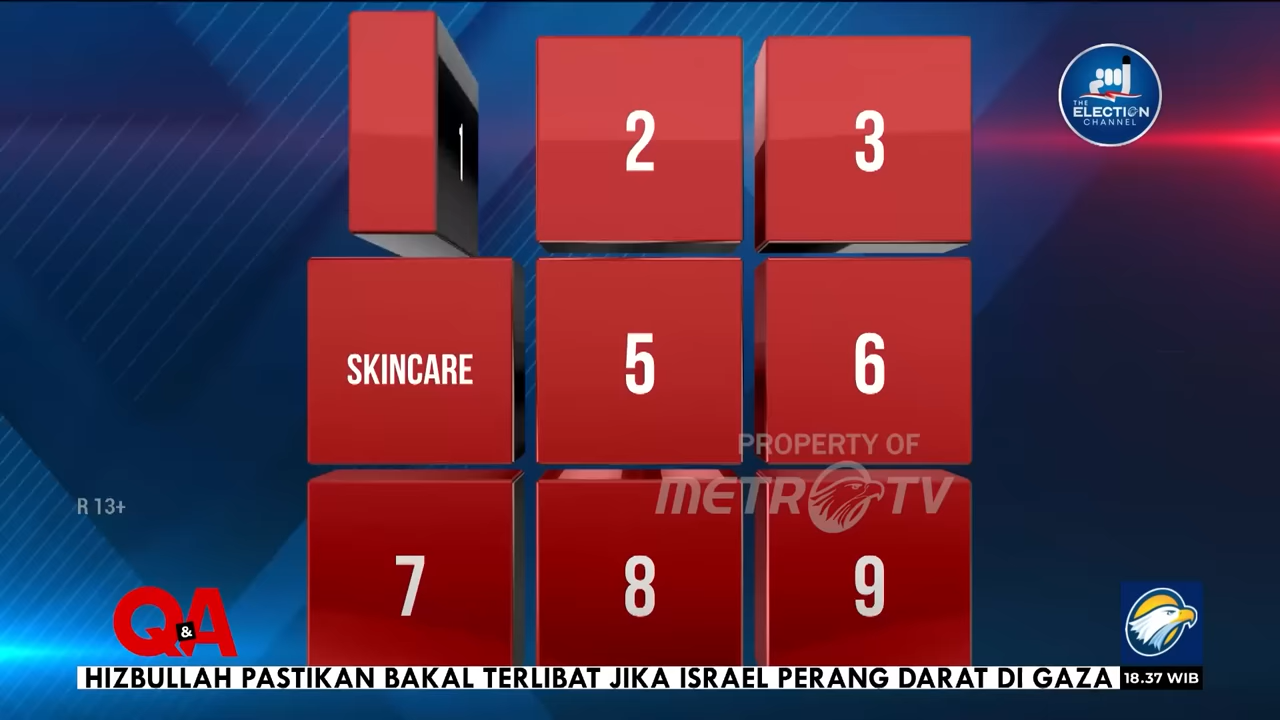 1
2
3
THE
ELECTION
CHANNEL
SKINCARE
5
6
PROPERTY OF
METRO TV
R 13+
7
8
9
Q&A
HIZBULLAH PASTIKAN BAKAL TERLIBAT JIKA ISRAEL PERANG DARAT DI GAZA
18.37 WIB